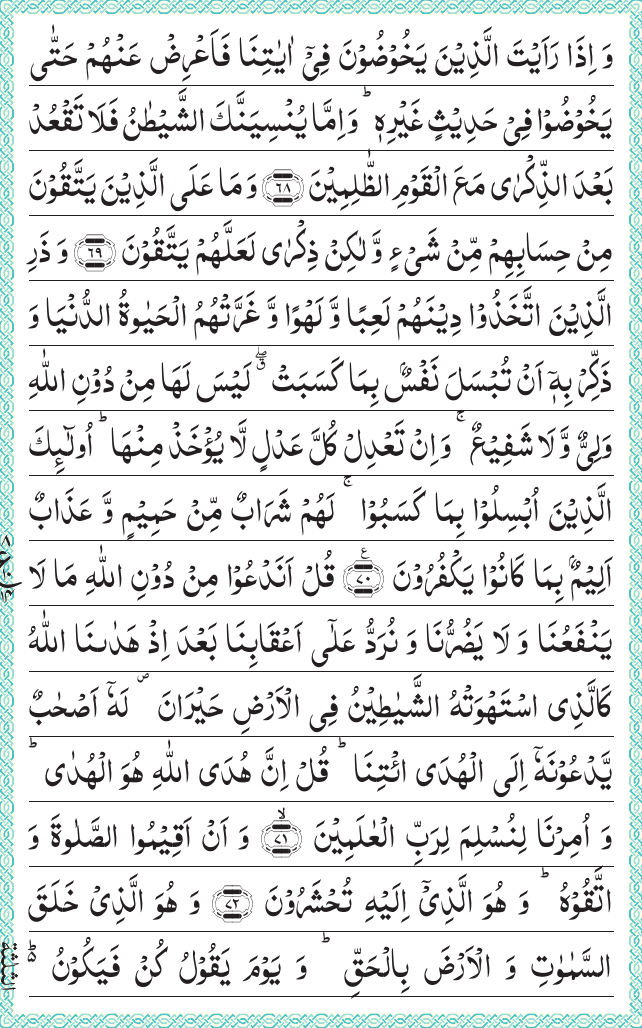 وَ اِذَا رَاَيْتَ الَّذِيْنَ يَخُوْضُوْنَ فِيْۤ اٰيٰتِنَا فَاَعْرِضْ عَنْهُمْ حَتّٰى
يَخُوْضُوْا فِيْ حَدِيْثٍ غَيْرِهٖ ؕ وَاِمَّا يُنْسِيَنَّكَ الشَّيْطٰنُ فَلَا تَقْعُدْ
بَعْدَ الذِّكْرٰى مَعَ الْقَوْمِ الظّٰلِمِيْنَ ۝۶۸ وَ مَا عَلَى الَّذِيْنَ يَتَّقُوْنَ
مِنْ حِسَابِهِمْ مِّنْ شَيْءٍ وَّ لٰكِنْ ذِكْرٰى لَعَلَّهُمْ يَتَّقُوْنَ ۝۶۹ وَ ذَرِ
الَّذِيْنَ اتَّخَذُوْا دِيْنَهُمْ لَعِبًا وَّ لَهْوًا وَّ غَرَّتْهُمُ الْحَيٰوةُ الدُّنْيَا وَ
ذَكِّرْ بِهٖۤ اَنْ تُبْسَلَ نَفْسٌۢ بِمَا كَسَبَتْ ۖۗ لَيْسَ لَهَا مِنْ دُوْنِ اللّٰهِ
وَلِيٌّ وَّ لَا شَفِيْعٌ ۚ وَاِنْ تَعْدِلْ كُلَّ عَدْلٍ لَّا يُؤْخَذْ مِنْهَا ؕ اُولٰٓئِكَ
الَّذِيْنَ اُبْسِلُوْا بِمَا كَسَبُوْا ۚ لَهُمْ شَرَابٌ مِّنْ حَمِيْمٍ وَّ عَذَابٌ
اَلِيْمٌۢ بِمَا كَانُوْا يَكْفُرُوْنَ ۝۷۰ ع قُلْ اَنَدْعُوْا مِنْ دُوْنِ اللّٰهِ مَا لَا
يَنْفَعُنَا وَ لَا يَضُرُّنَا وَ نُرَدُّ عَلٰۤى اَعْقَابِنَا بَعْدَ اِذْ هَدٰىنَا اللّٰهُ
كَالَّذِى اسْتَهْوَتْهُ الشَّيٰطِيْنُ فِى الْاَرْضِ حَيْرَانَ ۪ لَهٗۤ اَصْحٰبٌ
يَّدْعُوْنَهٗۤ اِلَى الْهُدَى ائْتِنَا ؕ قُلْ اِنَّ هُدَى اللّٰهِ هُوَ الْهُدٰى ؕ
وَ اُمِرْنَا لِنُسْلِمَ لِرَبِّ الْعٰلَمِيْنَ ۝۷۱ ۙ وَ اَنْ اَقِيْمُوا الصَّلٰوةَ وَ
اتَّقُوْهُ ؕ وَ هُوَ الَّذِيْۤ اِلَيْهِ تُحْشَرُوْنَ ۝۷۲ وَ هُوَ الَّذِيْ خَلَقَ
السَّمٰوٰتِ وَ الْاَرْضَ بِالْحَقِّ ؕ وَ يَوْمَ يَقُوْلُ كُنْ فَيَكُوْنُ